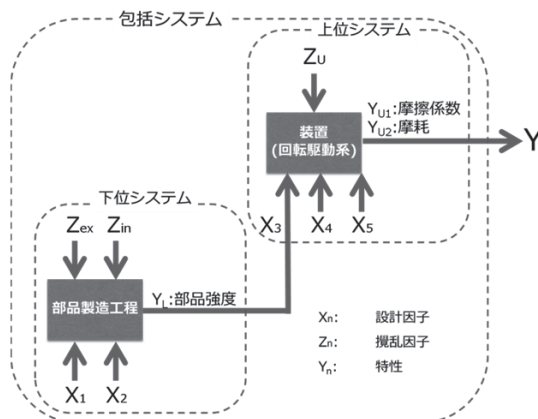 包括システム
上位システム
ZU
YU1:摩擦係数
YU2:摩耗
装置
(回転駆動系)
Y
下位システム
X3
X4
X5
Zex
Zin
YL:部品強度
部品製造工程
Xn: 設計因子
Zn: 攪乱因子
Yn: 特性
X1
X2